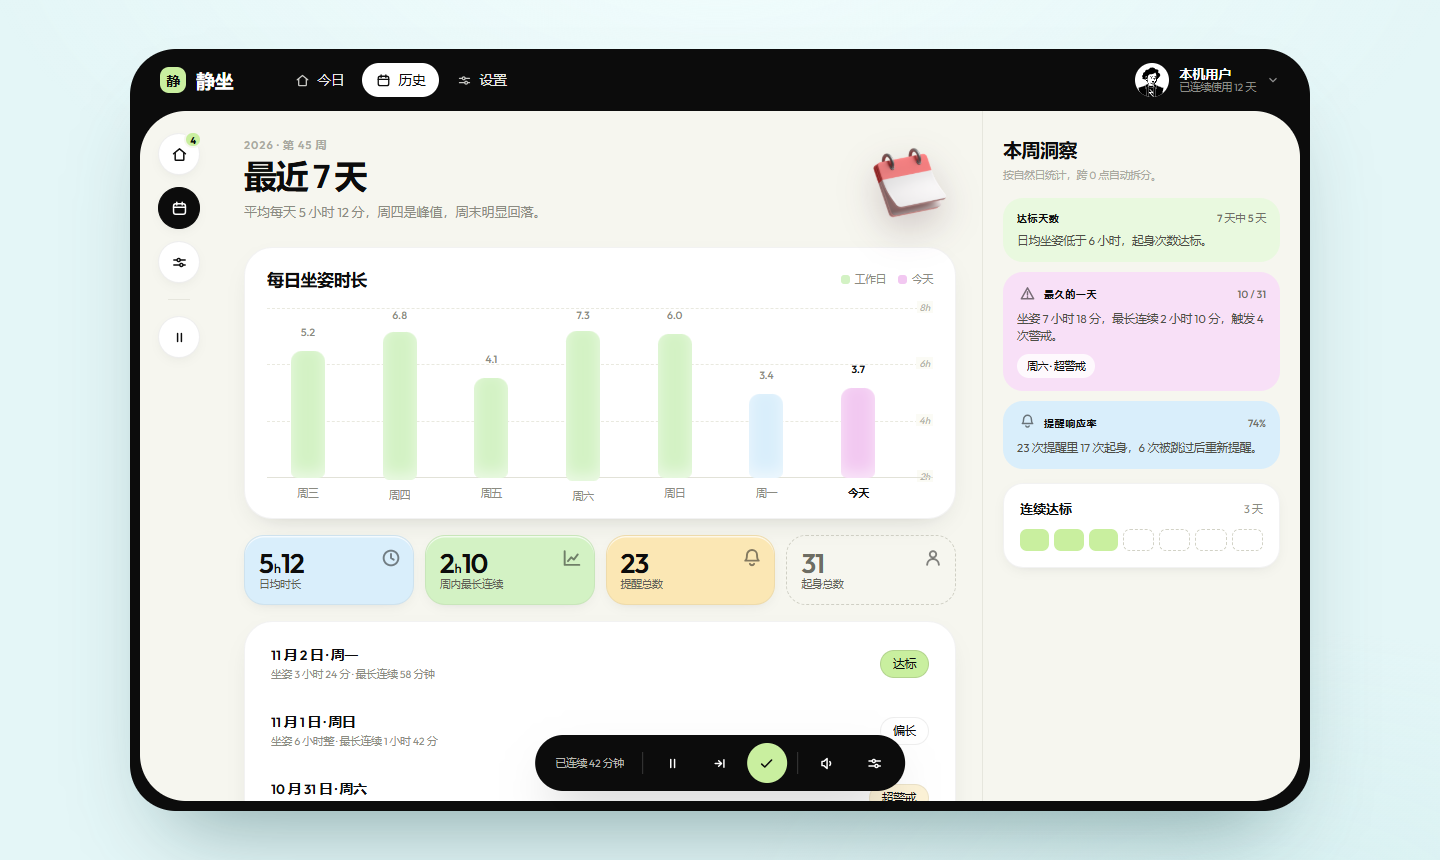 静 静坐
今日
历史
设置
本机用户
已连续使用 12 天
4
2026 · 第 45 周
最近 7 天
平均每天 5 小时 12 分，周四是峰值，周末明显回落。
每日坐姿时长
工作日
今天
8h
6h
4h
2h
5.2
6.8
4.1
7.3
6.0
3.4
3.7
周三
周四
周五
周六
周日
周一
今天
5h12
日均时长
2h10
周内最长连续
23
提醒总数
31
起身总数
11 月 2 日 · 周一
坐姿 3 小时 24 分 · 最长连续 58 分钟
达标
11 月 1 日 · 周日
坐姿 6 小时整 · 最长连续 1 小时 42 分
偏长
10 月 31 日 · 周六
超警戒
已连续 42 分钟
本周洞察
按自然日统计，跨 0 点自动拆分。
达标天数
7 天中 5 天
日均坐姿低于 6 小时，起身次数达标。
最久的一天
10 / 31
坐姿 7 小时 18 分，最长连续 2 小时 10 分，触发 4
次警戒。
周六 · 超警戒
提醒响应率
74%
23 次提醒里 17 次起身，6 次被跳过后重新提醒。
连续达标
3 天